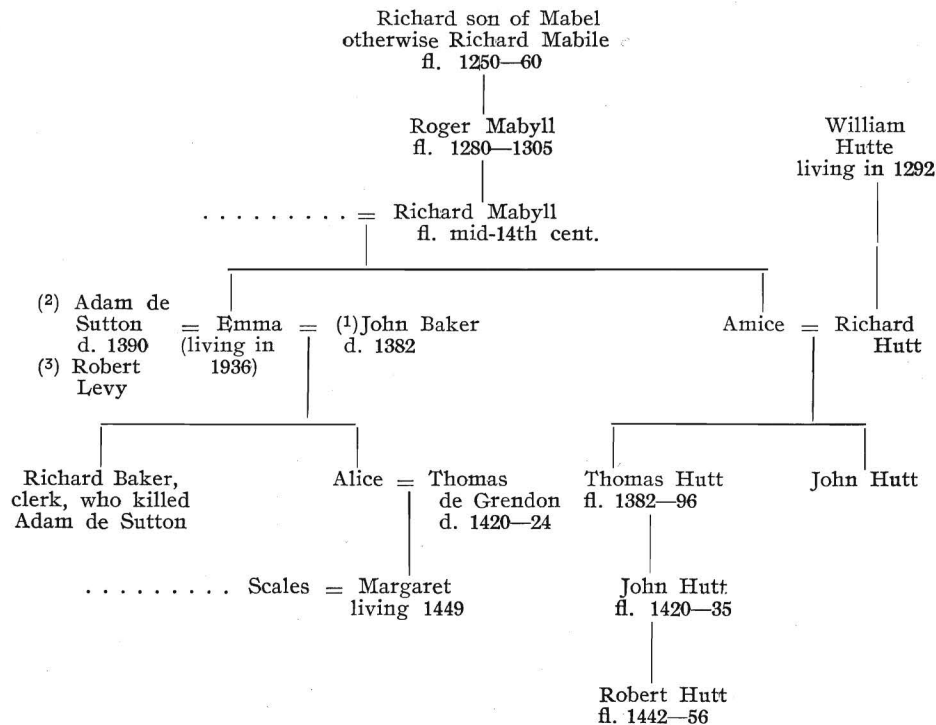 Richard son of Mabel
otherwise Richard Mabile
fl. 1250—60
Roger Mabyll
fl. 1280—1305
William
Hutte
living in 1292
. . . . . . . . . = Richard Mabyll
fl. mid-14th cent.
(2) Adam de
Sutton
d. 1390
(3) Robert
Levy
= Emma =
(living in
1936)
(1) John Baker
d. 1382
Amice = Richard
Hutt
Richard Baker,
clerk, who killed
Adam de Sutton
Alice = Thomas
de Grendon
d. 1420—24
Thomas Hutt
fl. 1382—96
John Hutt
. . . . . . . . . Scales = Margaret
living 1449
John Hutt
fl. 1420—35
Robert Hutt
fl. 1442—56